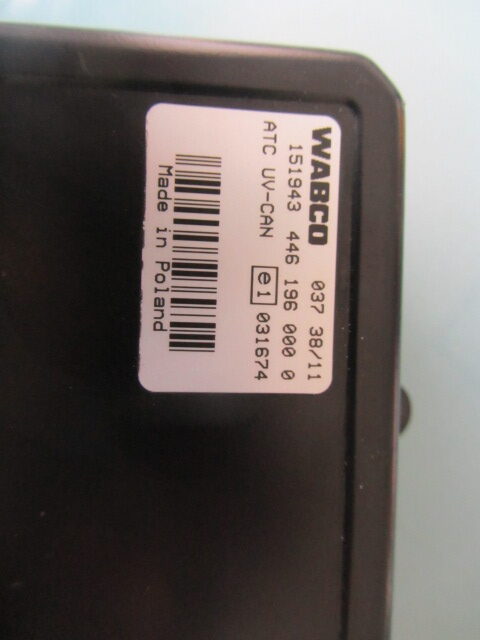 WABCO 037 38/11
151943 446 196 000 0
ATC UV-CAN e1 031674
Made in Poland